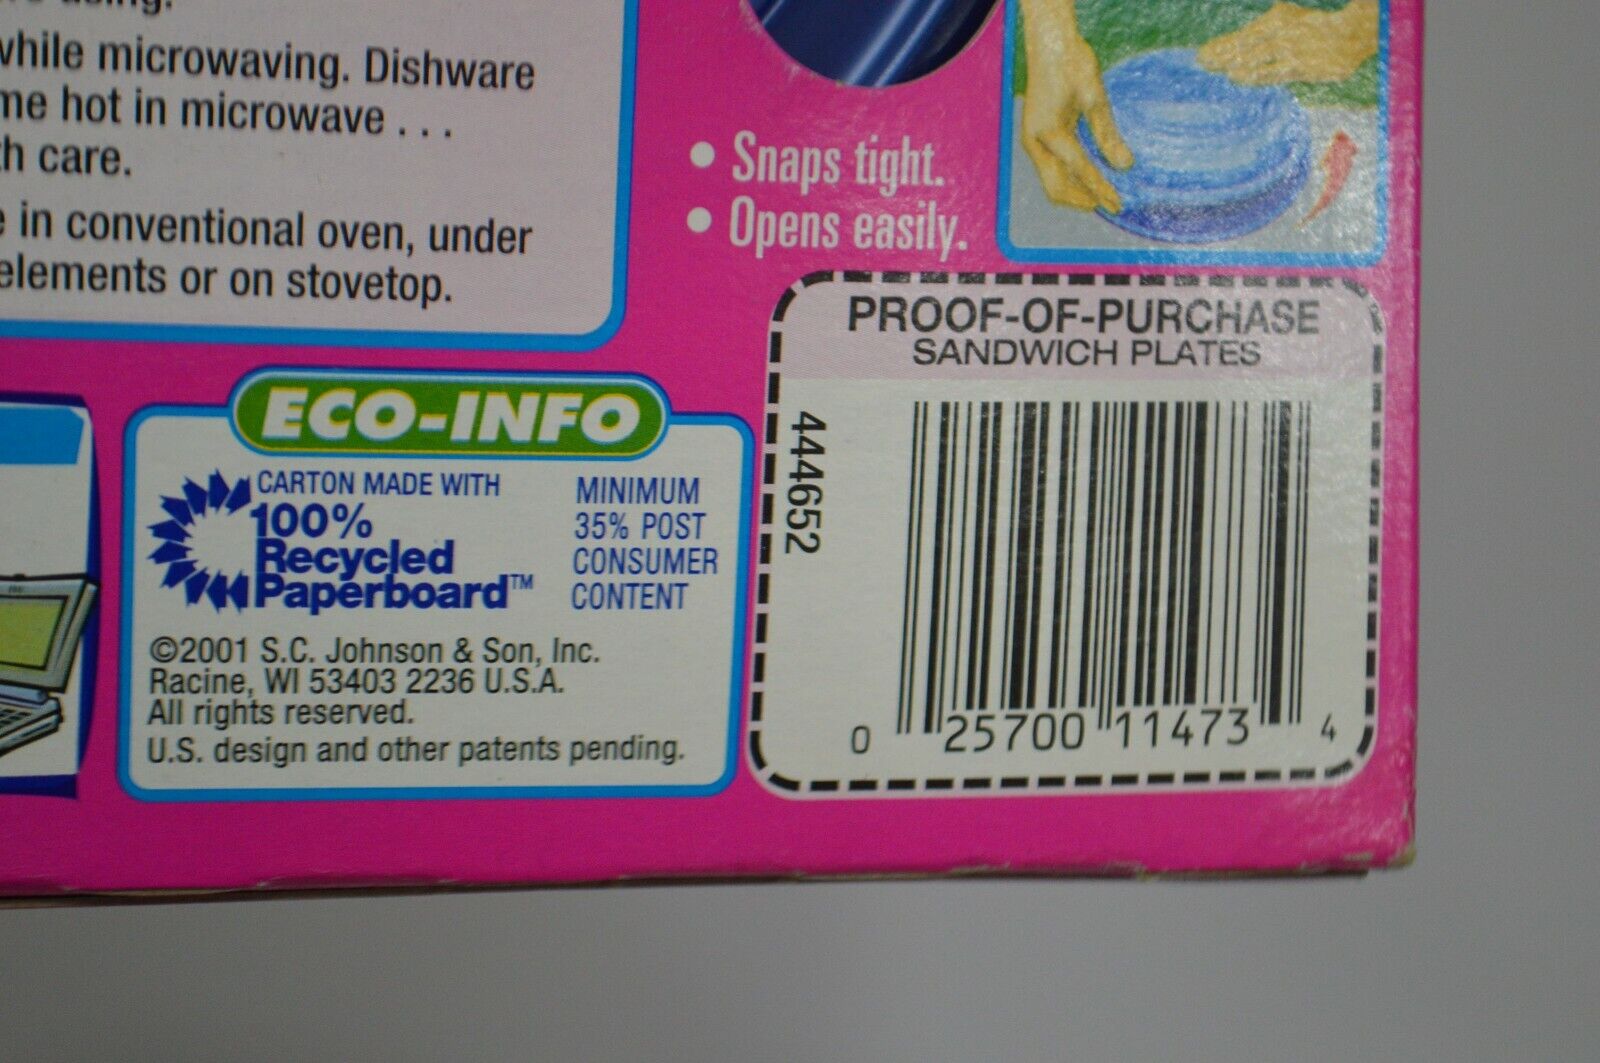 using.
while microwaving. Dishware
me hot in microwave . . .
th care.
e in conventional oven, under
elements or on stovetop.
• Snaps tight.
• Opens easily.
PROOF-OF-PURCHASE
SANDWICH PLATES
444652
0 25700 11473 4
ECO-INFO
CARTON MADE WITH
100%
Recycled
Paperboard™
MINIMUM
35% POST
CONSUMER
CONTENT
©2001 S.C. Johnson & Son, Inc.
Racine, WI 53403 2236 U.S.A.
All rights reserved.
U.S. design and other patents pending.